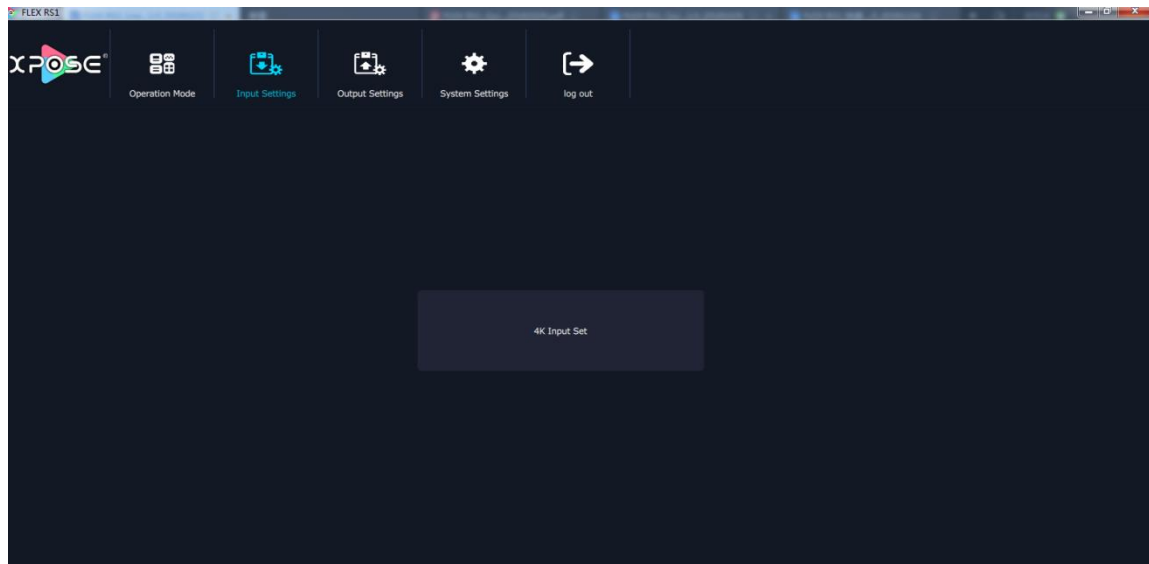 FLEX RS1
XPOSE®
Operation Mode
Input Settings
Output Settings
System Settings
log out
4K Input Set